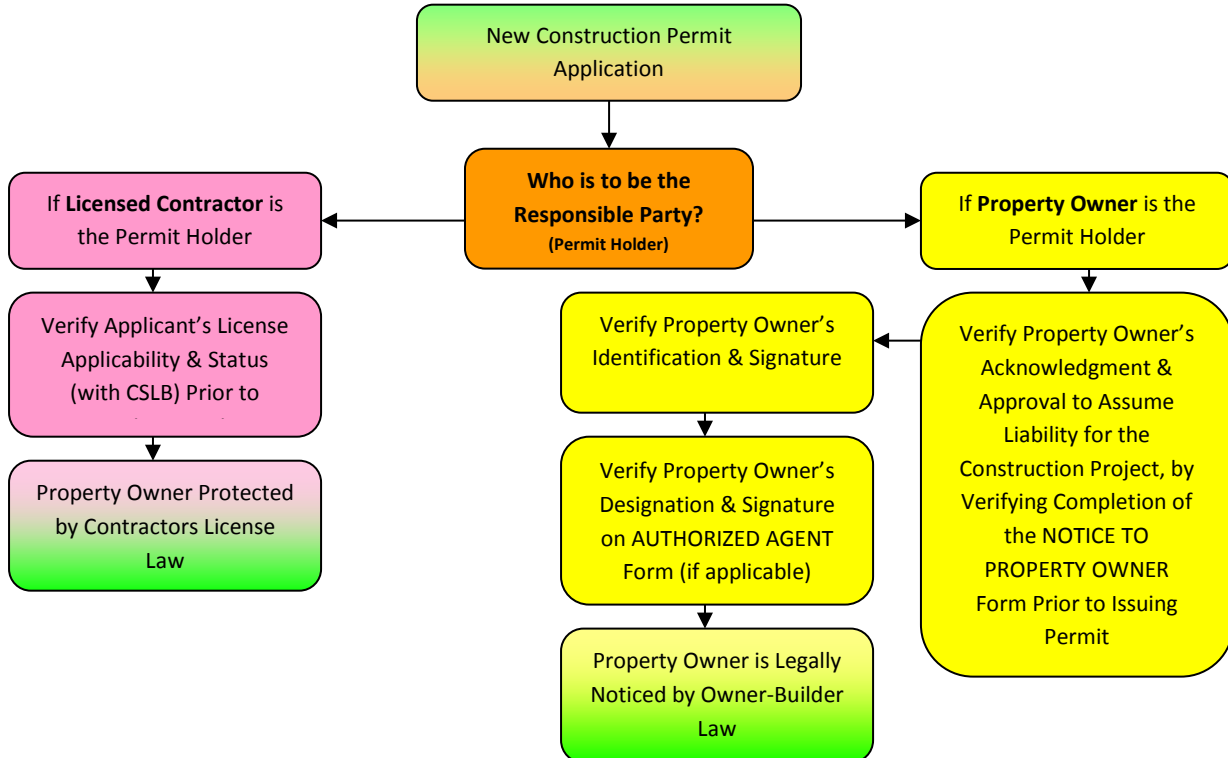 New Construction Permit
Application
Who is to be the
Responsible Party?
(Permit Holder)
If Licensed Contractor is
the Permit Holder
Verify Applicant's License
Applicability & Status
(with CSLB) Prior to
Property Owner Protected
by Contractors License
Law
If Property Owner is the
Permit Holder
Verify Property Owner's
Acknowledgment &
Approval to Assume
Liability for the
Construction Project, by
Verifying Completion of
the NOTICE TO
PROPERTY OWNER
Form Prior to Issuing
Permit
Verify Property Owner's
Identification & Signature
Verify Property Owner's
Designation & Signature
on AUTHORIZED AGENT
Form (if applicable)
Property Owner is Legally
Noticed by Owner-Builder
Law